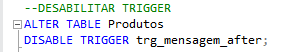 --DESABILITAR TRIGGER
ALTER TABLE Produtos
DISABLE TRIGGER trg_mensagem_after;